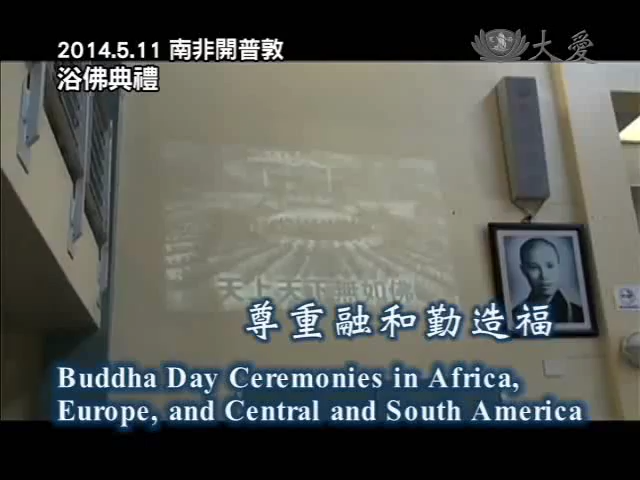 2014.5.11 南非開普敦
浴佛典禮
大愛
天上天下無如佛
尊重融和勤造福
Buddha Day Ceremonies in Africa,
Europe, and Central and South America